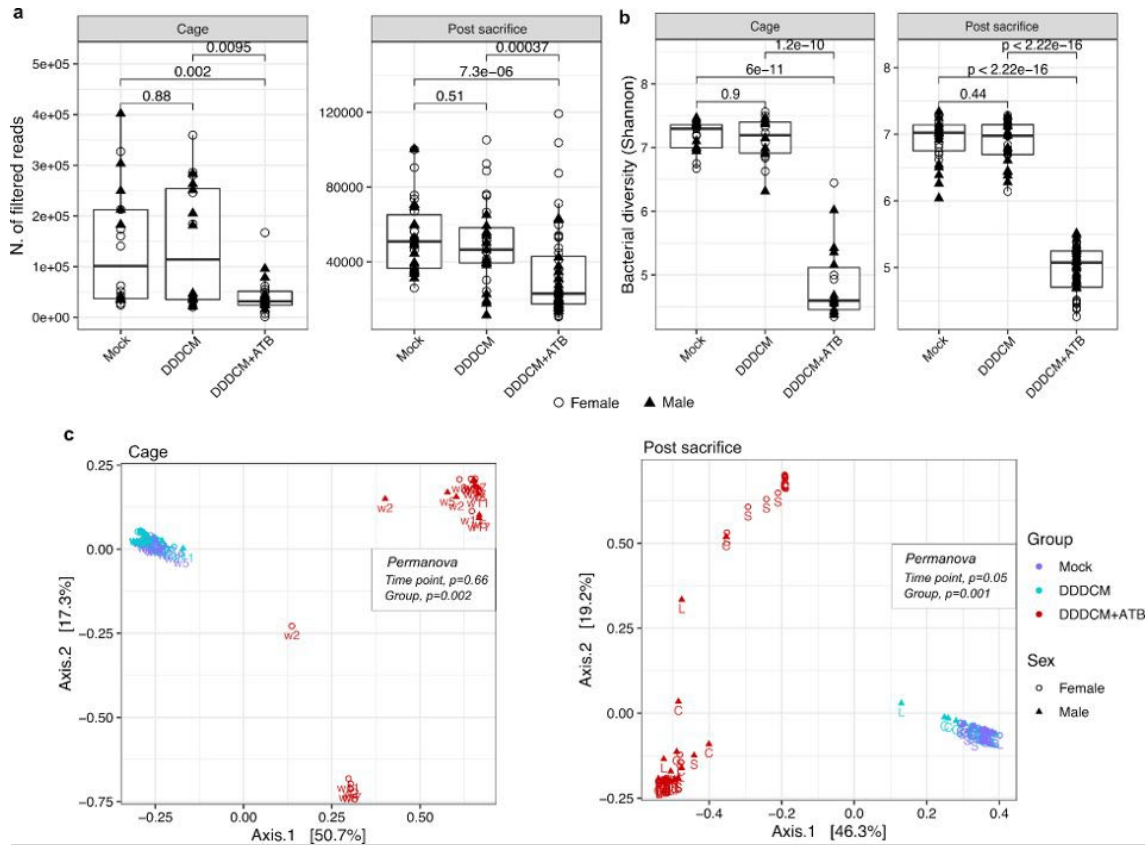 a
Cage
Post sacrifice
N. of filtered reads
5e+05
4e+05
3e+05
2e+05
1e+05
0e+00
0.0095
0.002
0.88
Mock
DDDCM
DDDCM+ATB
120000
80000
40000
0.00037
7.3e-06
0.51
Mock
DDDCM
DDDCM+ATB
b
Cage
Post sacrifice
Bacterial diversity (Shannon)
8
7
6
5
1.2e-10
6e-11
0.9
Mock
DDDCM
DDDCM+ATB
8
7
6
5
p < 2.22e-16
p < 2.22e-16
0.44
Mock
DDDCM
DDDCM+ATB
Female
Male
c
Cage
Axis.2 [17.3%]
0.25
0.00
−0.25
−0.50
−0.75
w2
w2
w2
Permanova
Time point, p=0.66
Group, p=0.002
−0.25
0.00
0.25
0.50
Axis.1 [50.7%]
Post sacrifice
Axis.2 [19.2%]
0.50
0.25
0.00
−0.25
S
S
S
S
L
C
L
S
C
L
Permanova
Time point, p=0.05
Group, p=0.001
−0.4
−0.2
0.0
0.2
0.4
Axis.1 [46.3%]
Group
Mock
DDDCM
DDDCM+ATB
Sex
Female
Male